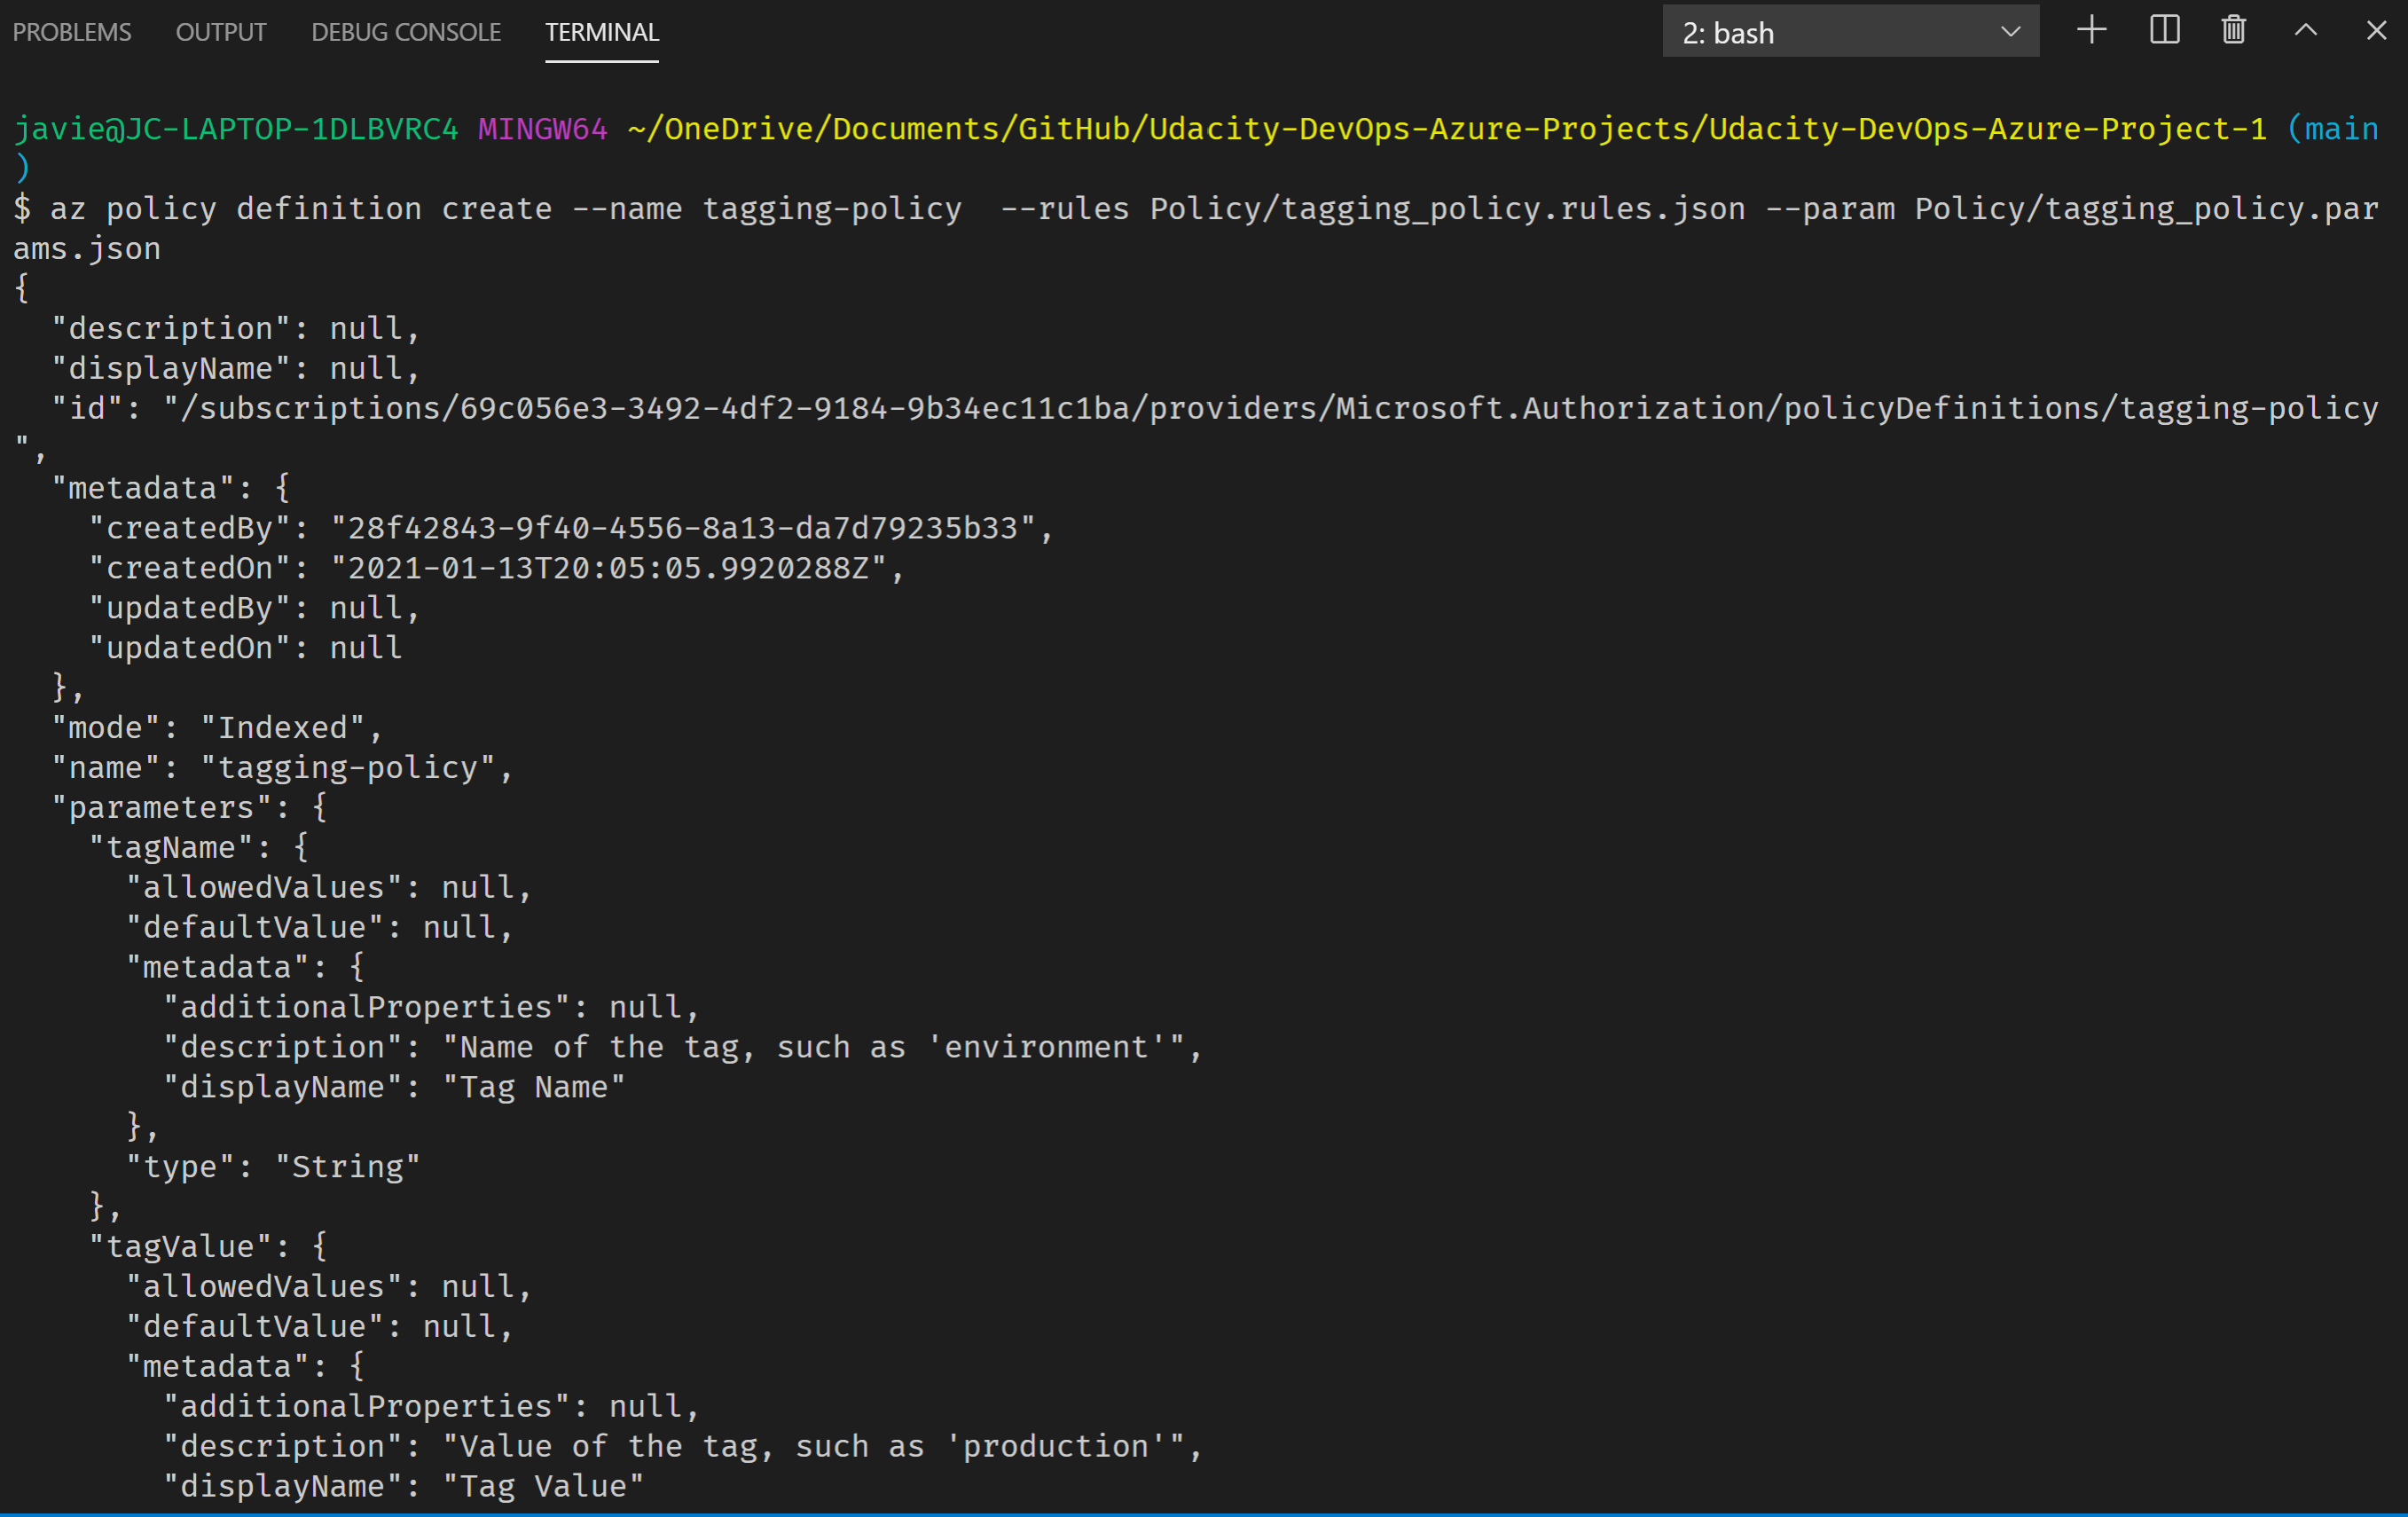 PROBLEMS OUTPUT DEBUG CONSOLE TERMINAL 2: bash
javie@JC-LAPTOP-1DLBVRC4 MINGW64 ~/OneDrive/Documents/GitHub/Udacity-DevOps-Azure-Projects/Udacity-DevOps-Azure-Project-1 (main
)
$ az policy definition create --name tagging-policy  --rules Policy/tagging_policy.rules.json --param Policy/tagging_policy.par
ams.json
{
  "description": null,
  "displayName": null,
  "id": "/subscriptions/69c056e3-3492-4df2-9184-9b34ec11c1ba/providers/Microsoft.Authorization/policyDefinitions/tagging-policy
",
  "metadata": {
    "createdBy": "28f42843-9f40-4556-8a13-da7d79235b33",
    "createdOn": "2021-01-13T20:05:05.9920288Z",
    "updatedBy": null,
    "updatedOn": null
  },
  "mode": "Indexed",
  "name": "tagging-policy",
  "parameters": {
    "tagName": {
      "allowedValues": null,
      "defaultValue": null,
      "metadata": {
        "additionalProperties": null,
        "description": "Name of the tag, such as 'environment'",
        "displayName": "Tag Name"
      },
      "type": "String"
    },
    "tagValue": {
      "allowedValues": null,
      "defaultValue": null,
      "metadata": {
        "additionalProperties": null,
        "description": "Value of the tag, such as 'production'",
        "displayName": "Tag Value"